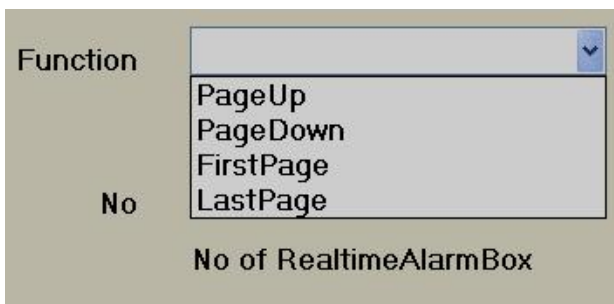 Function
PageUp
PageDown
FirstPage
No LastPage
No of RealtimeAlarmBox